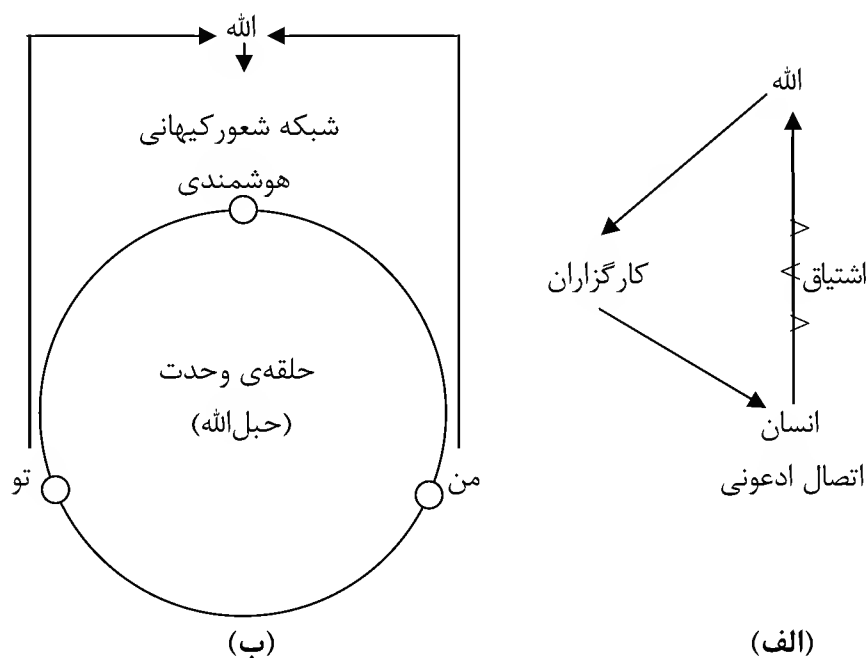 الله
کارگزاران
اشتیاق
انسان
اتصال ادعونی
(الف)
الله
شبکه شعورکیهانی
هوشمندی
حلقه‌ی وحدت
(حبل‌الله)
من
تو
(ب)